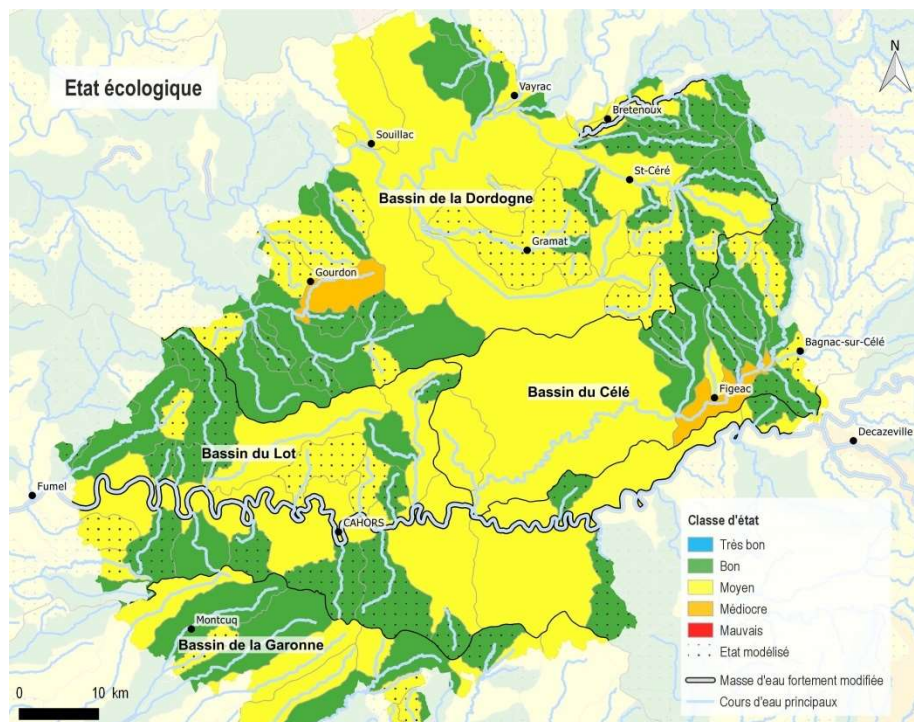 Etat écologique
N
Vayrac
Bretenoux
Souillac
St-Céré
Bassin de la Dordogne
Gramat
Gourdon
Bagnac-sur-Célé
Bassin du Célé
Figeac
Decazeville
Bassin du Lot
Fumel
CAHORS
Montcuq
Bassin de la Garonne
0 10 km
Classe d'état
Très bon
Bon
Moyen
Médiocre
Mauvais
Etat modélisé
Masse d'eau fortement modifiée
Cours d'eau principaux